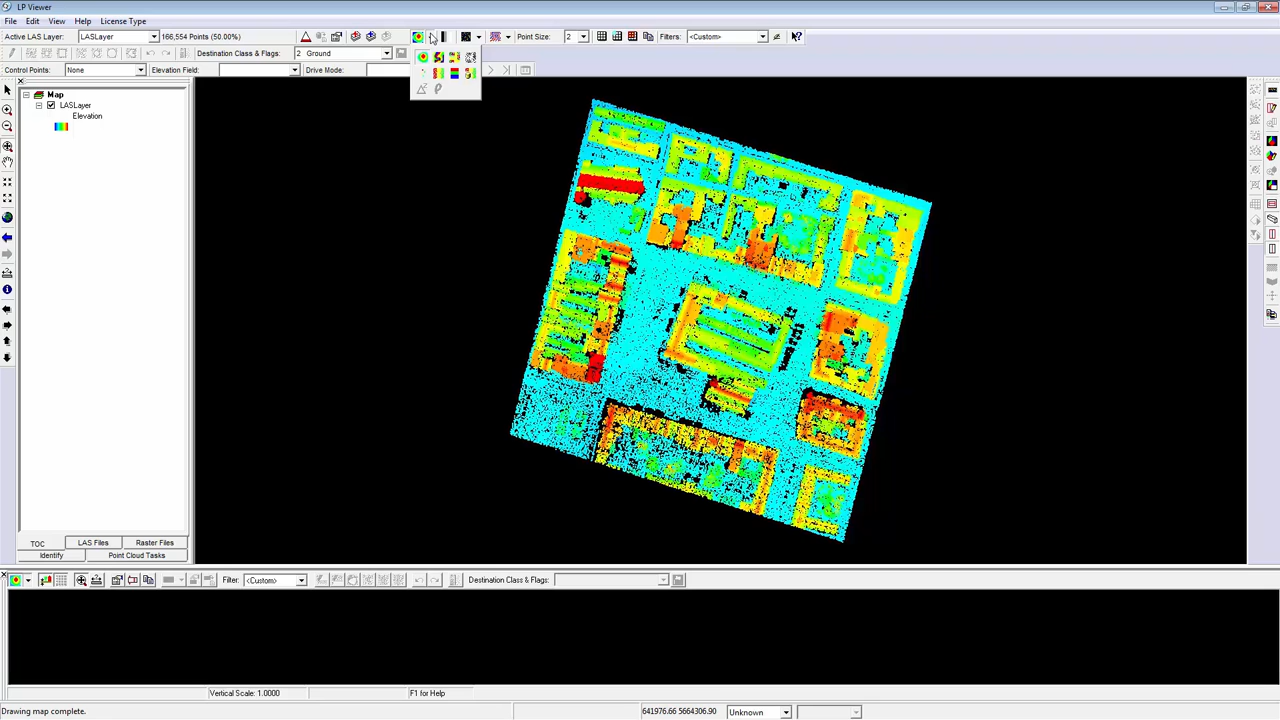 LP Viewer
File Edit View Help License Type
Active LAS Layer: LASLayer 166,554 Points (50.00%) Point Size: 2 Filters: <Custom>
Destination Class & Flags: 2 Ground
Control Points: None Elevation Field: Drive Mode:
Map
LASLayer
Elevation
TOC LAS Files Raster Files
Identify Point Cloud Tasks
Filter: <Custom> Destination Class & Flags:
Vertical Scale: 1.0000 F1 for Help
Drawing map complete. 641976.66 5664306.90 Unknown